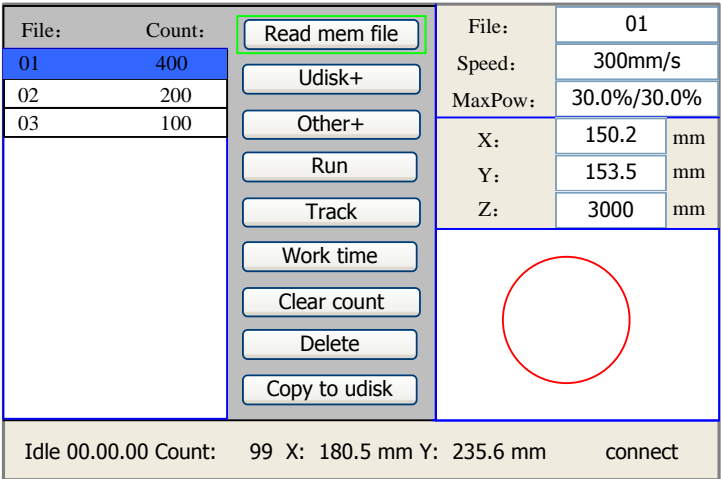 File: Count:
01 400
02 200
03 100
Read mem file
Udisk+
Other+
Run
Track
Work time
Clear count
Delete
Copy to udisk
File: 01
Speed: 300mm/s
MaxPow: 30.0%/30.0%
X: 150.2 mm
Y: 153.5 mm
Z: 3000 mm
Idle 00.00.00 Count: 99 X: 180.5 mm Y: 235.6 mm connect